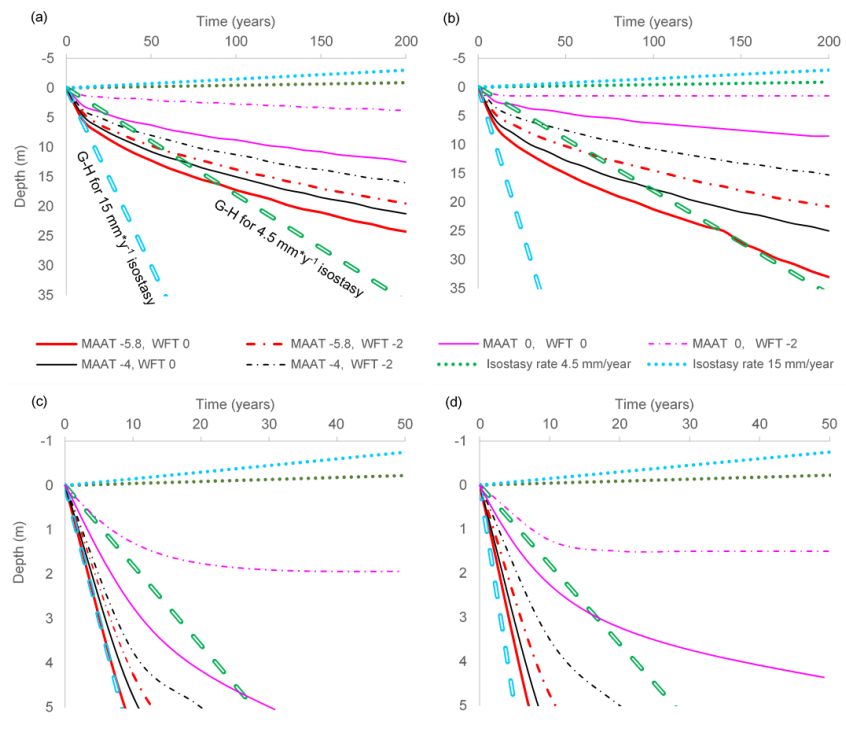 (a)
Time (years)
0 50 100 150 200
-5
0
5
10
15
20
25
30
35
Depth (m)
G-H for 15 mm*y-1 isostasy
G-H for 4.5 mm*y-1 isostasy
(b)
Time (years)
0 50 100 150 200
-5
0
5
10
15
20
25
30
35
MAAT -5.8, WFT 0
MAAT -5.8, WFT -2
MAAT 0, WFT 0
MAAT 0, WFT -2
MAAT -4, WFT 0
MAAT -4, WFT -2
Isostasy rate 4.5 mm/year
Isostasy rate 15 mm/year
(c)
Time (years)
0 10 20 30 40 50
-1
0
1
2
3
4
5
Depth (m)
(d)
Time (years)
0 10 20 30 40 50
-1
0
1
2
3
4
5